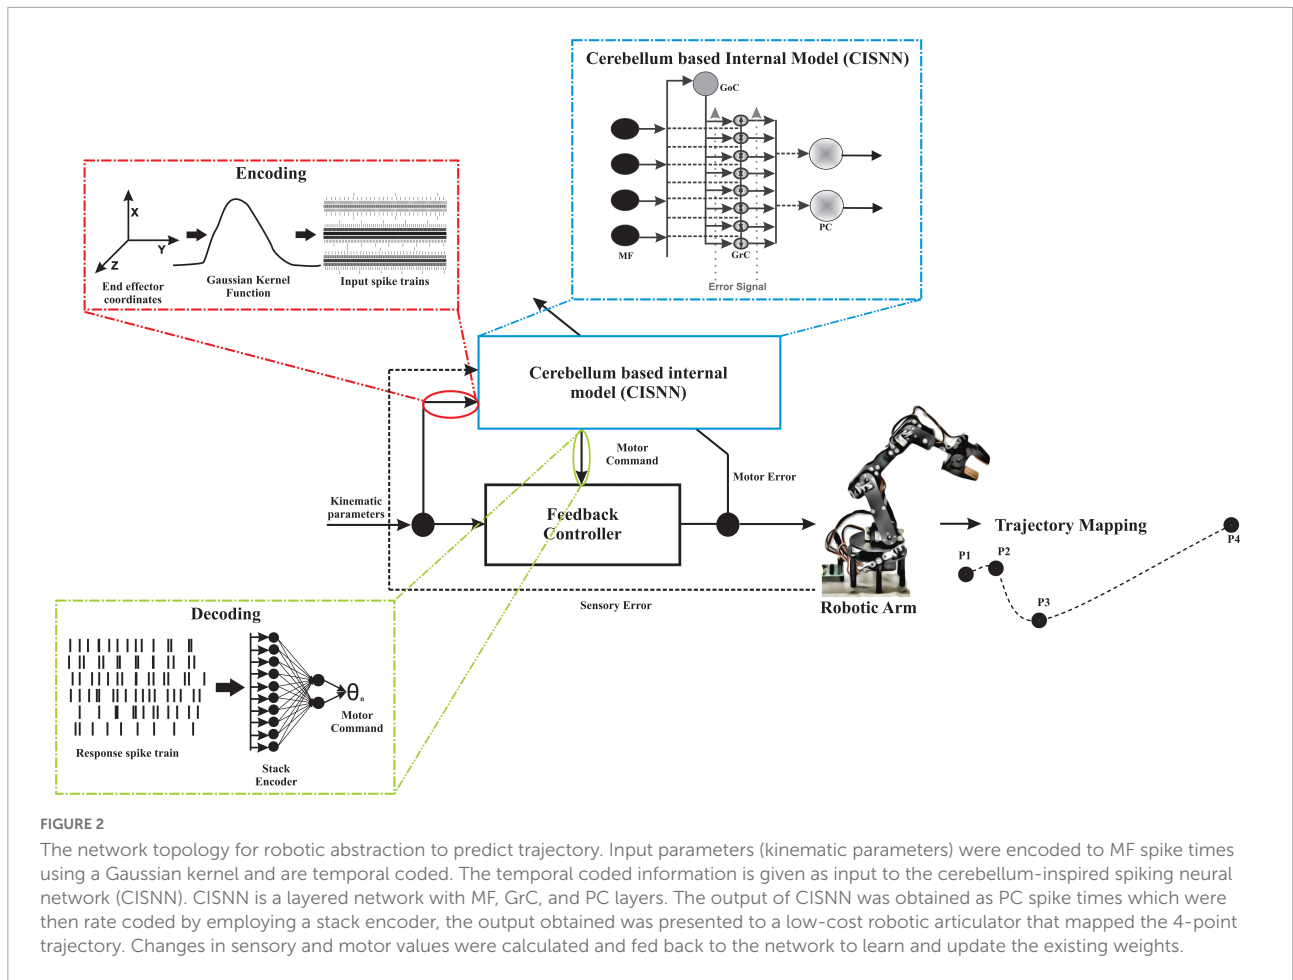 Cerebellum based Internal Model (CISNN)
GoC
MF
GrC
PC
Error Signal
Encoding
X
Y
Z
End effector
coordinates
Gaussian Kernel
Function
Input spike trains
Cerebellum based internal
model (CISNN)
Motor
Command
Motor Error
Kinematic
parameters
Feedback
Controller
Sensory Error
Robotic Arm
Trajectory Mapping
P1
P2
P3
P4
Decoding
Response spike train
Stack
Encoder
θn
Motor
Command
FIGURE 2
The network topology for robotic abstraction to predict trajectory. Input parameters (kinematic parameters) were encoded to MF spike times
using a Gaussian kernel and are temporal coded. The temporal coded information is given as input to the cerebellum-inspired spiking neural
network (CISNN). CISNN is a layered network with MF, GrC, and PC layers. The output of CISNN was obtained as PC spike times which were
then rate coded by employing a stack encoder, the output obtained was presented to a low-cost robotic articulator that mapped the 4-point
trajectory. Changes in sensory and motor values were calculated and fed back to the network to learn and update the existing weights.